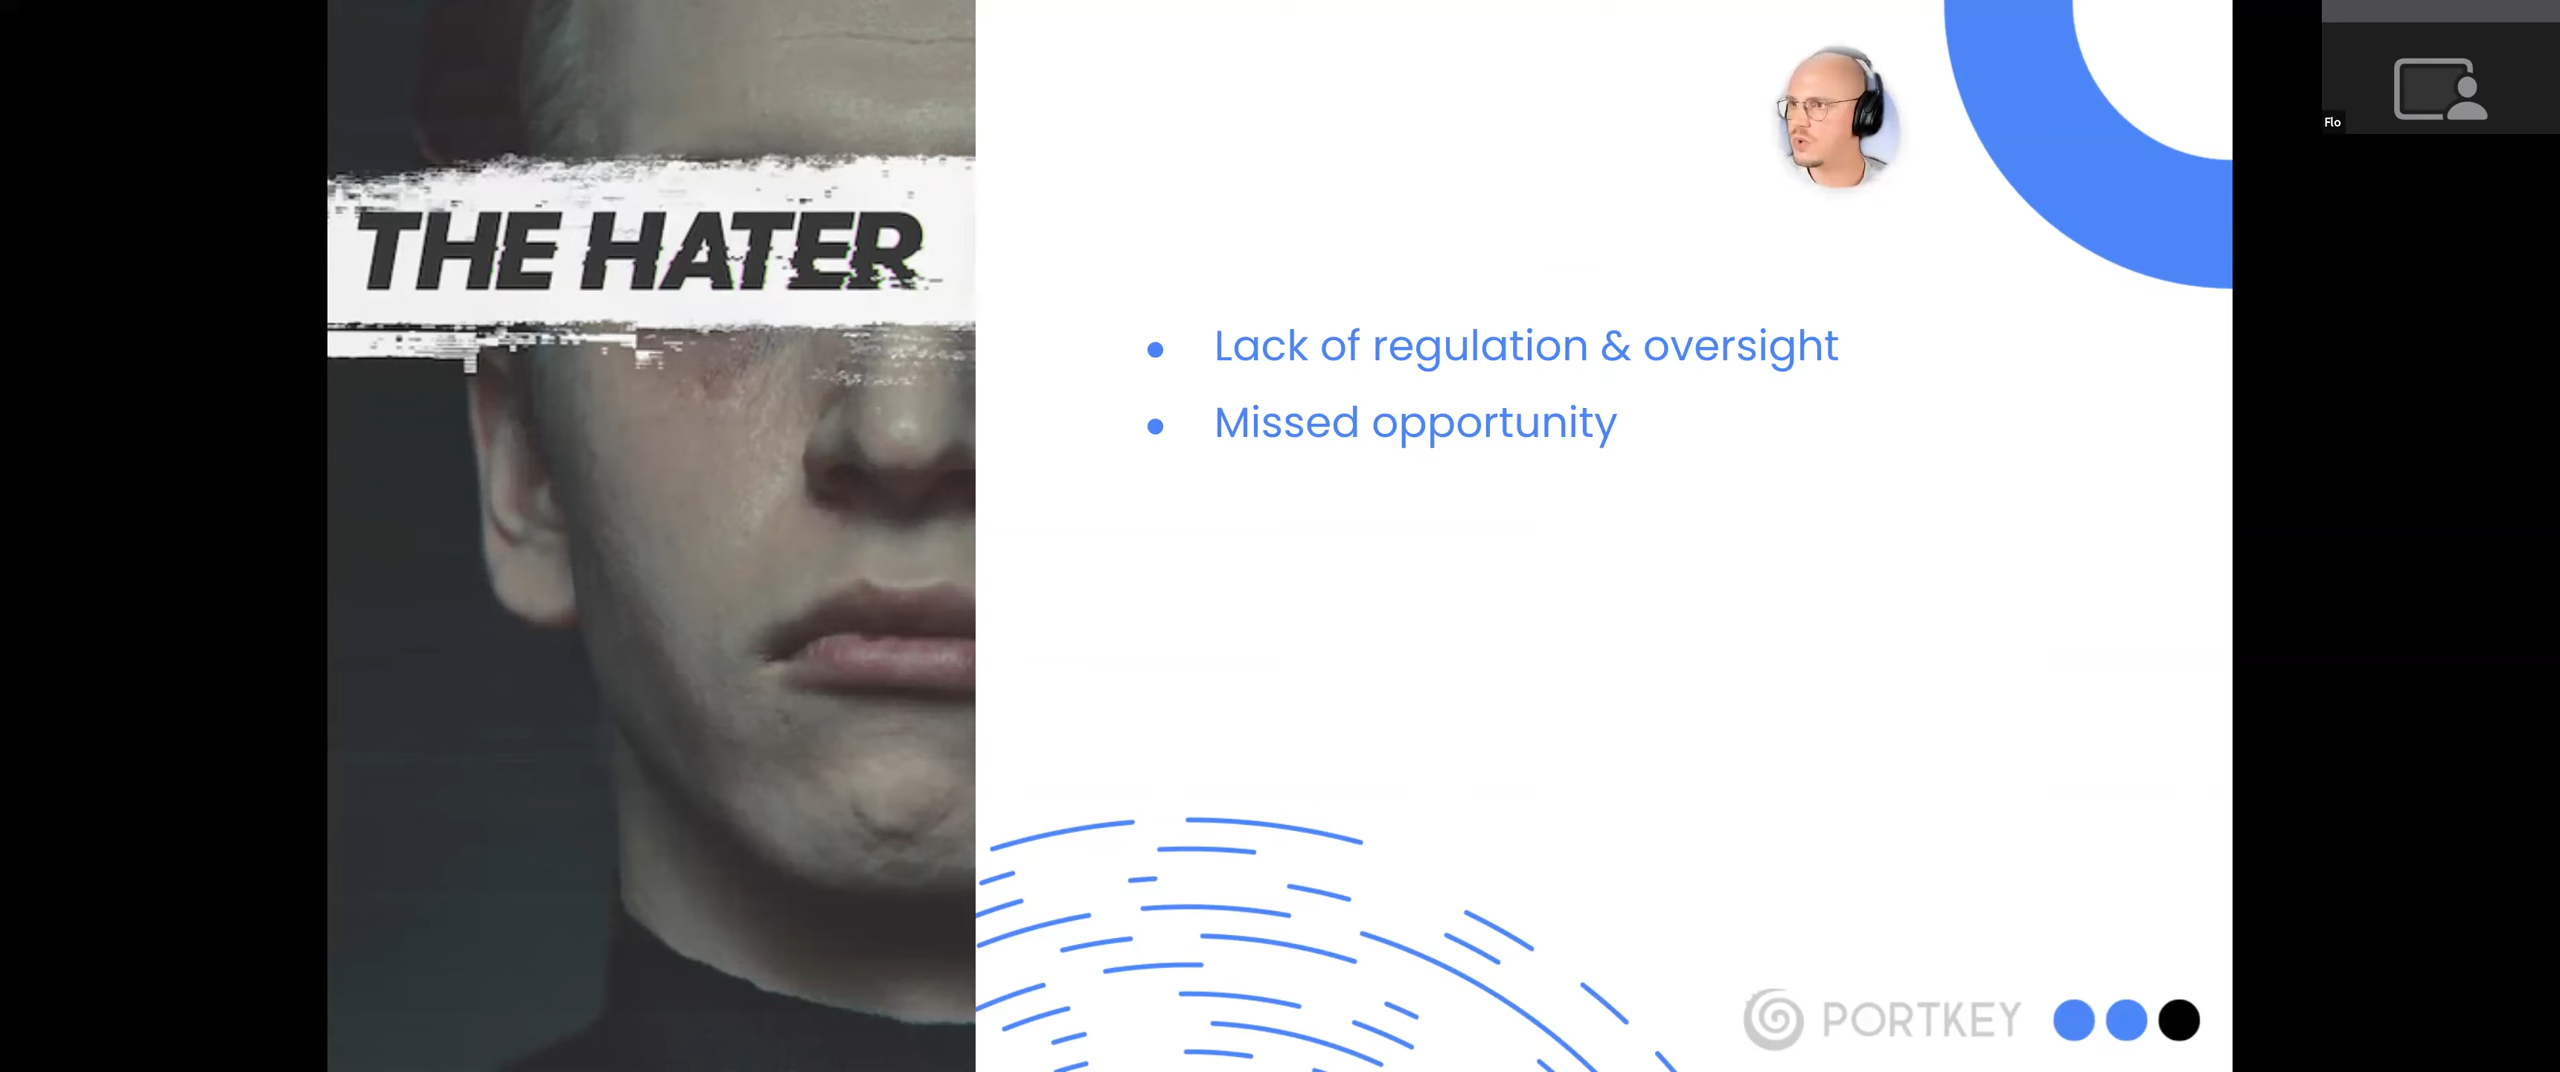 THE HATER
Lack of regulation & oversight
Missed opportunity
PORTKEY
Flo